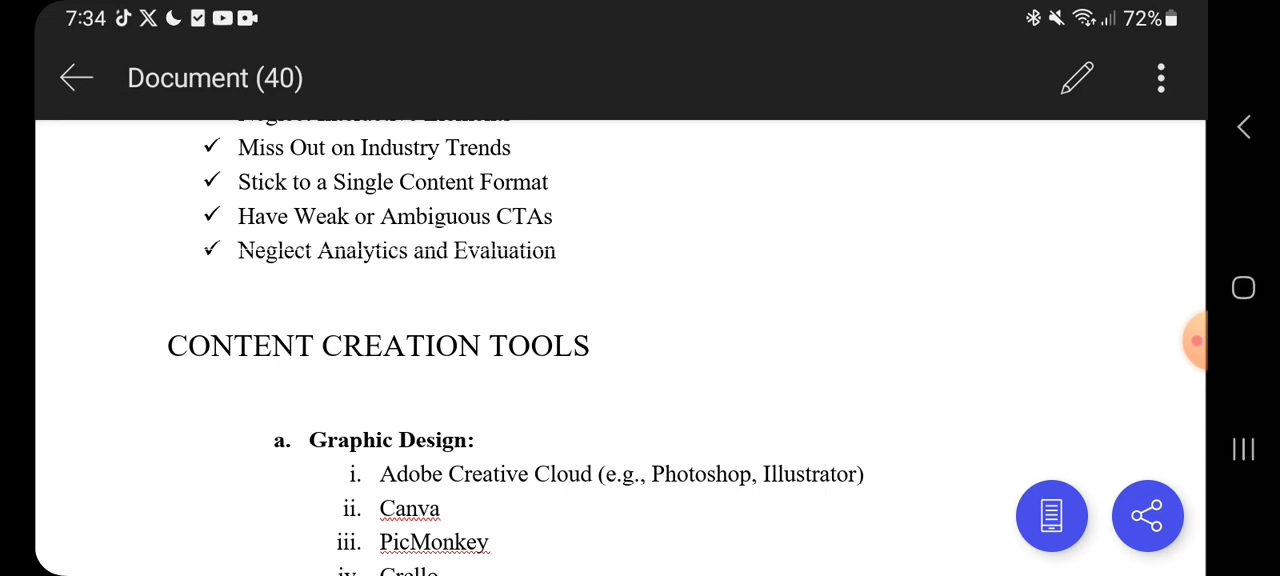 7:34 72%
Document (40)
✓ Miss Out on Industry Trends
✓ Stick to a Single Content Format
✓ Have Weak or Ambiguous CTAs
✓ Neglect Analytics and Evaluation
CONTENT CREATION TOOLS
a. Graphic Design:
i. Adobe Creative Cloud (e.g., Photoshop, Illustrator)
ii. Canva
iii. PicMonkey
iv. Crello